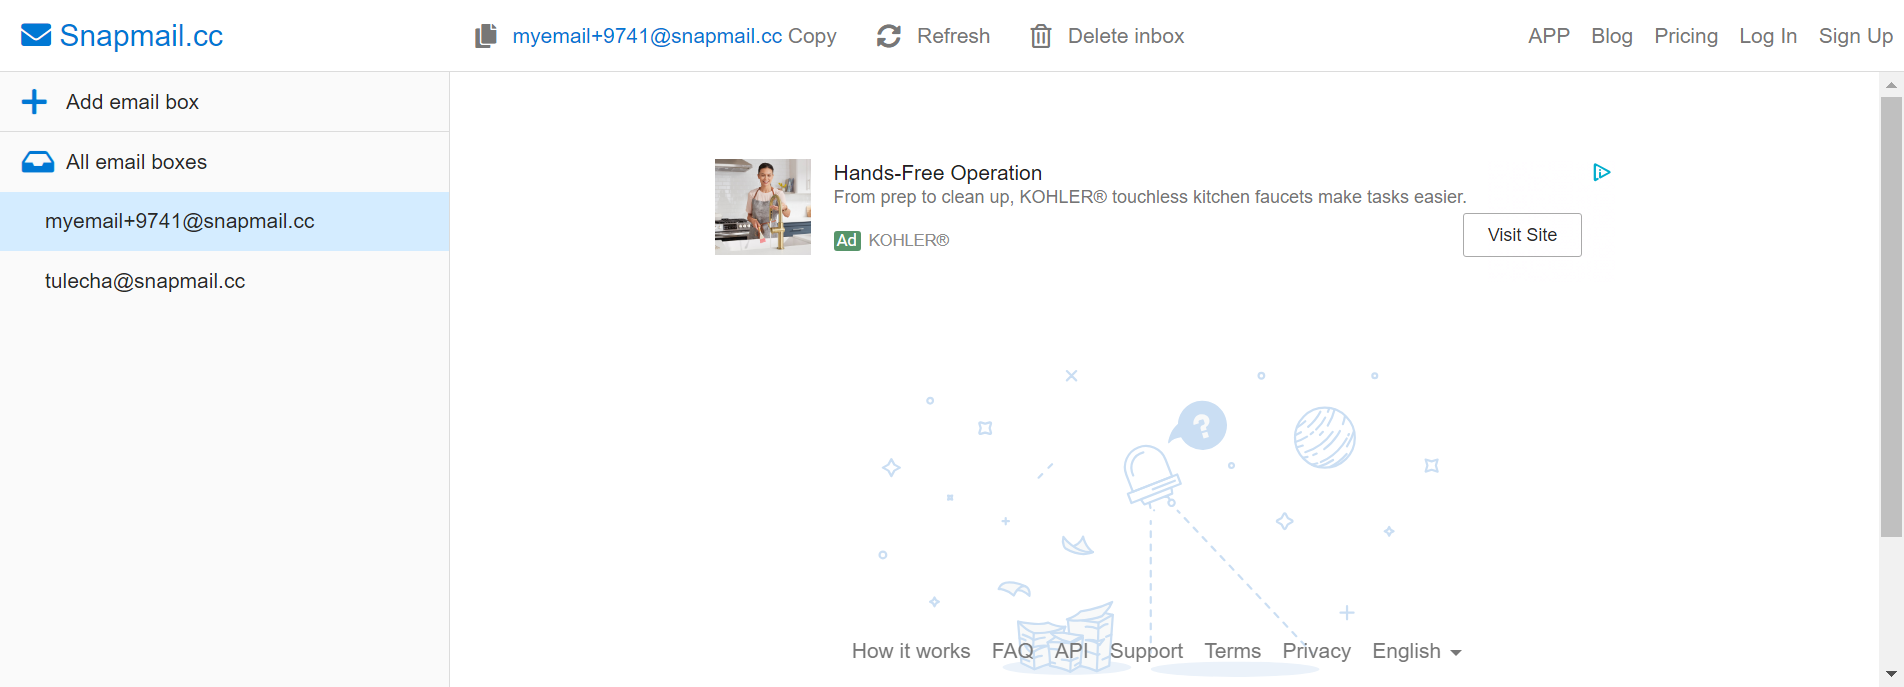 Snapmail.cc
myemail+9741@snapmail.cc Copy
Refresh
Delete inbox
APP Blog Pricing Log In Sign Up
Add email box
All email boxes
myemail+9741@snapmail.cc
tulecha@snapmail.cc
Hands-Free Operation
From prep to clean up, KOHLER® touchless kitchen faucets make tasks easier.
Ad KOHLER®
Visit Site
?
How it works FAQ API Support Terms Privacy English